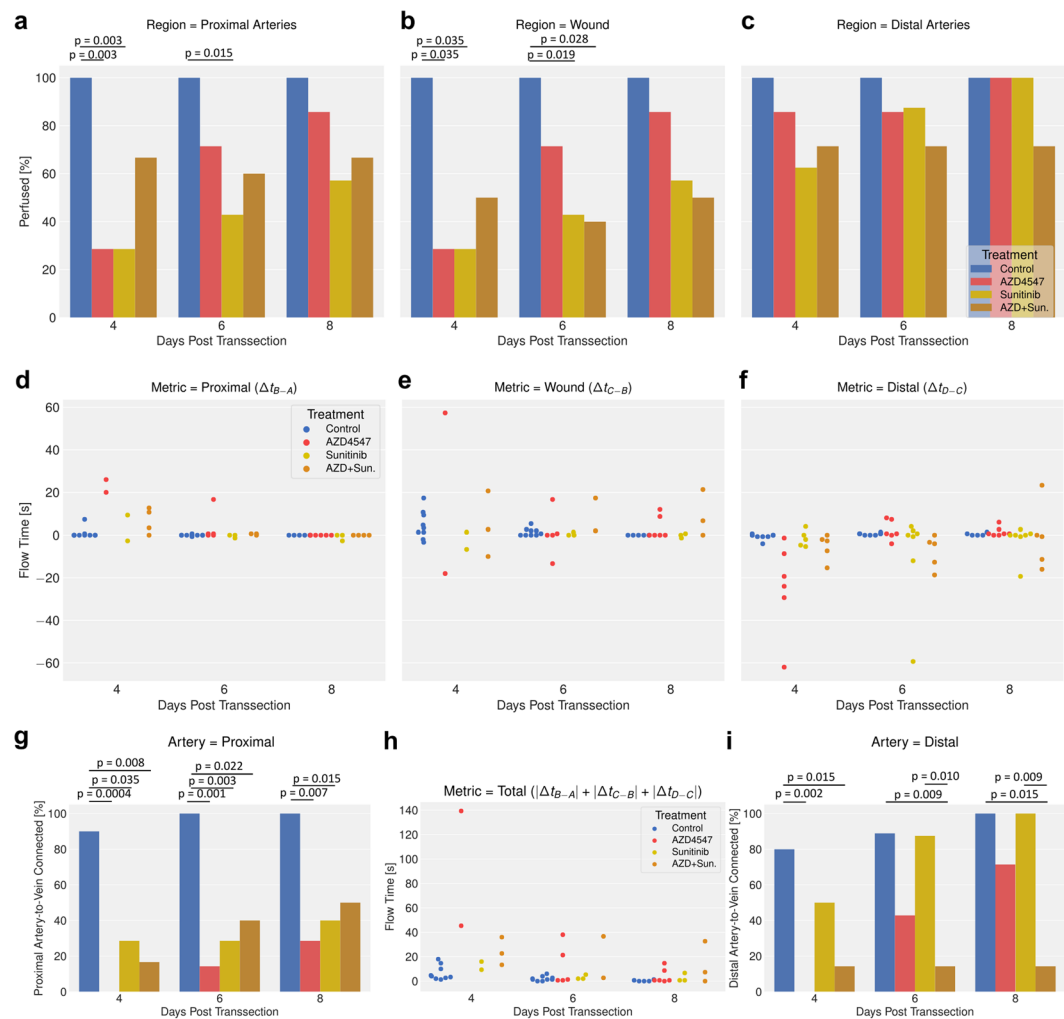 a
Region = Proximal Arteries
p = 0.003
p = 0.003
p = 0.015
Perfused [%]
100
80
60
40
20
0
4
6
8
Days Post Transsection
b
Region = Wound
p = 0.035
p = 0.035
p = 0.028
p = 0.019
4
6
8
Days Post Transsection
c
Region = Distal Arteries
Treatment
Control
AZD4547
Sunitinib
AZD+Sun.
4
6
8
Days Post Transsection
d
Metric = Proximal (Δt_{B−A})
Treatment
Control
AZD4547
Sunitinib
AZD+Sun.
Flow Time [s]
60
40
20
0
−20
−40
−60
4
6
8
Days Post Transsection
e
Metric = Wound (Δt_{C−B})
4
6
8
Days Post Transsection
f
Metric = Distal (Δt_{D−C})
4
6
8
Days Post Transsection
g
Artery = Proximal
p = 0.008
p = 0.035
p = 0.0004
p = 0.022
p = 0.003
p = 0.001
p = 0.015
p = 0.007
Proximal Artery-to-Vein Connected [%]
100
80
60
40
20
0
4
6
8
Days Post Transsection
h
Metric = Total (|Δt_{B−A}| + |Δt_{C−B}| + |Δt_{D−C}|)
Treatment
Control
AZD4547
Sunitinib
AZD+Sun.
Flow Time [s]
140
120
100
80
60
40
20
0
4
6
8
Days Post Transsection
i
Artery = Distal
p = 0.015
p = 0.002
p = 0.010
p = 0.009
p = 0.009
p = 0.015
Distal Artery-to-Vein Connected [%]
100
80
60
40
20
0
4
6
8
Days Post Transsection